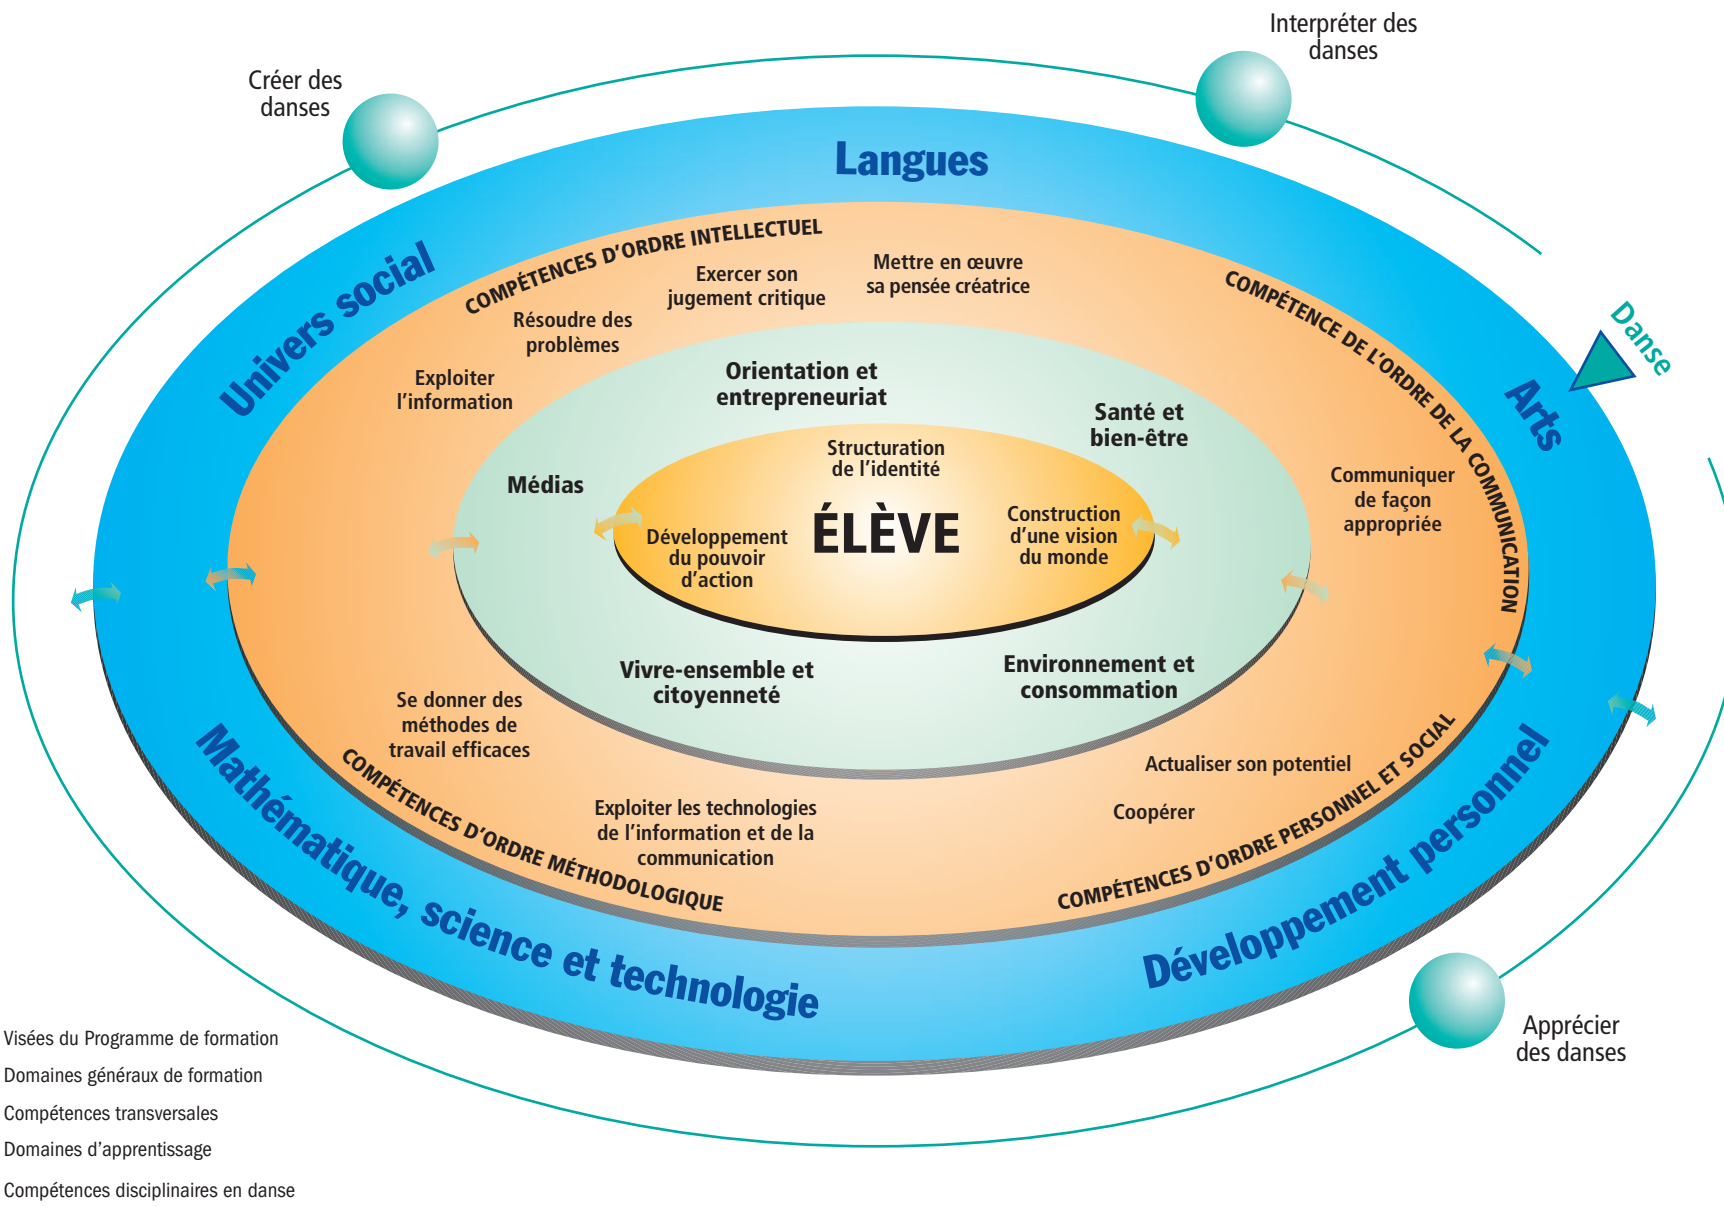 Interpréter des
danses
Créer des
danses
Langues
Univers social
COMPÉTENCES D'ORDRE INTELLECTUEL
Exercer son
jugement critique
Mettre en œuvre
sa pensée créatrice
Résoudre des
problèmes
Exploiter
l'information
COMPÉTENCE DE L'ORDRE DE LA COMMUNICATION
Danse
Arts
Orientation et
entrepreneuriat
Santé et
bien-être
Médias
Structuration
de l'identité
ÉLÈVE
Développement
du pouvoir
d'action
Construction
d'une vision
du monde
Communiquer
de façon
appropriée
Vivre-ensemble et
citoyenneté
Environnement et
consommation
Se donner des
méthodes de
travail efficaces
Exploiter les technologies
de l'information et de la
communication
COMPÉTENCES D'ORDRE MÉTHODOLOGIQUE
Actualiser son potentiel
Coopérer
COMPÉTENCES D'ORDRE PERSONNEL ET SOCIAL
Mathématique, science et technologie
Développement personnel
Apprécier
des danses
Visées du Programme de formation
Domaines généraux de formation
Compétences transversales
Domaines d'apprentissage
Compétences disciplinaires en danse